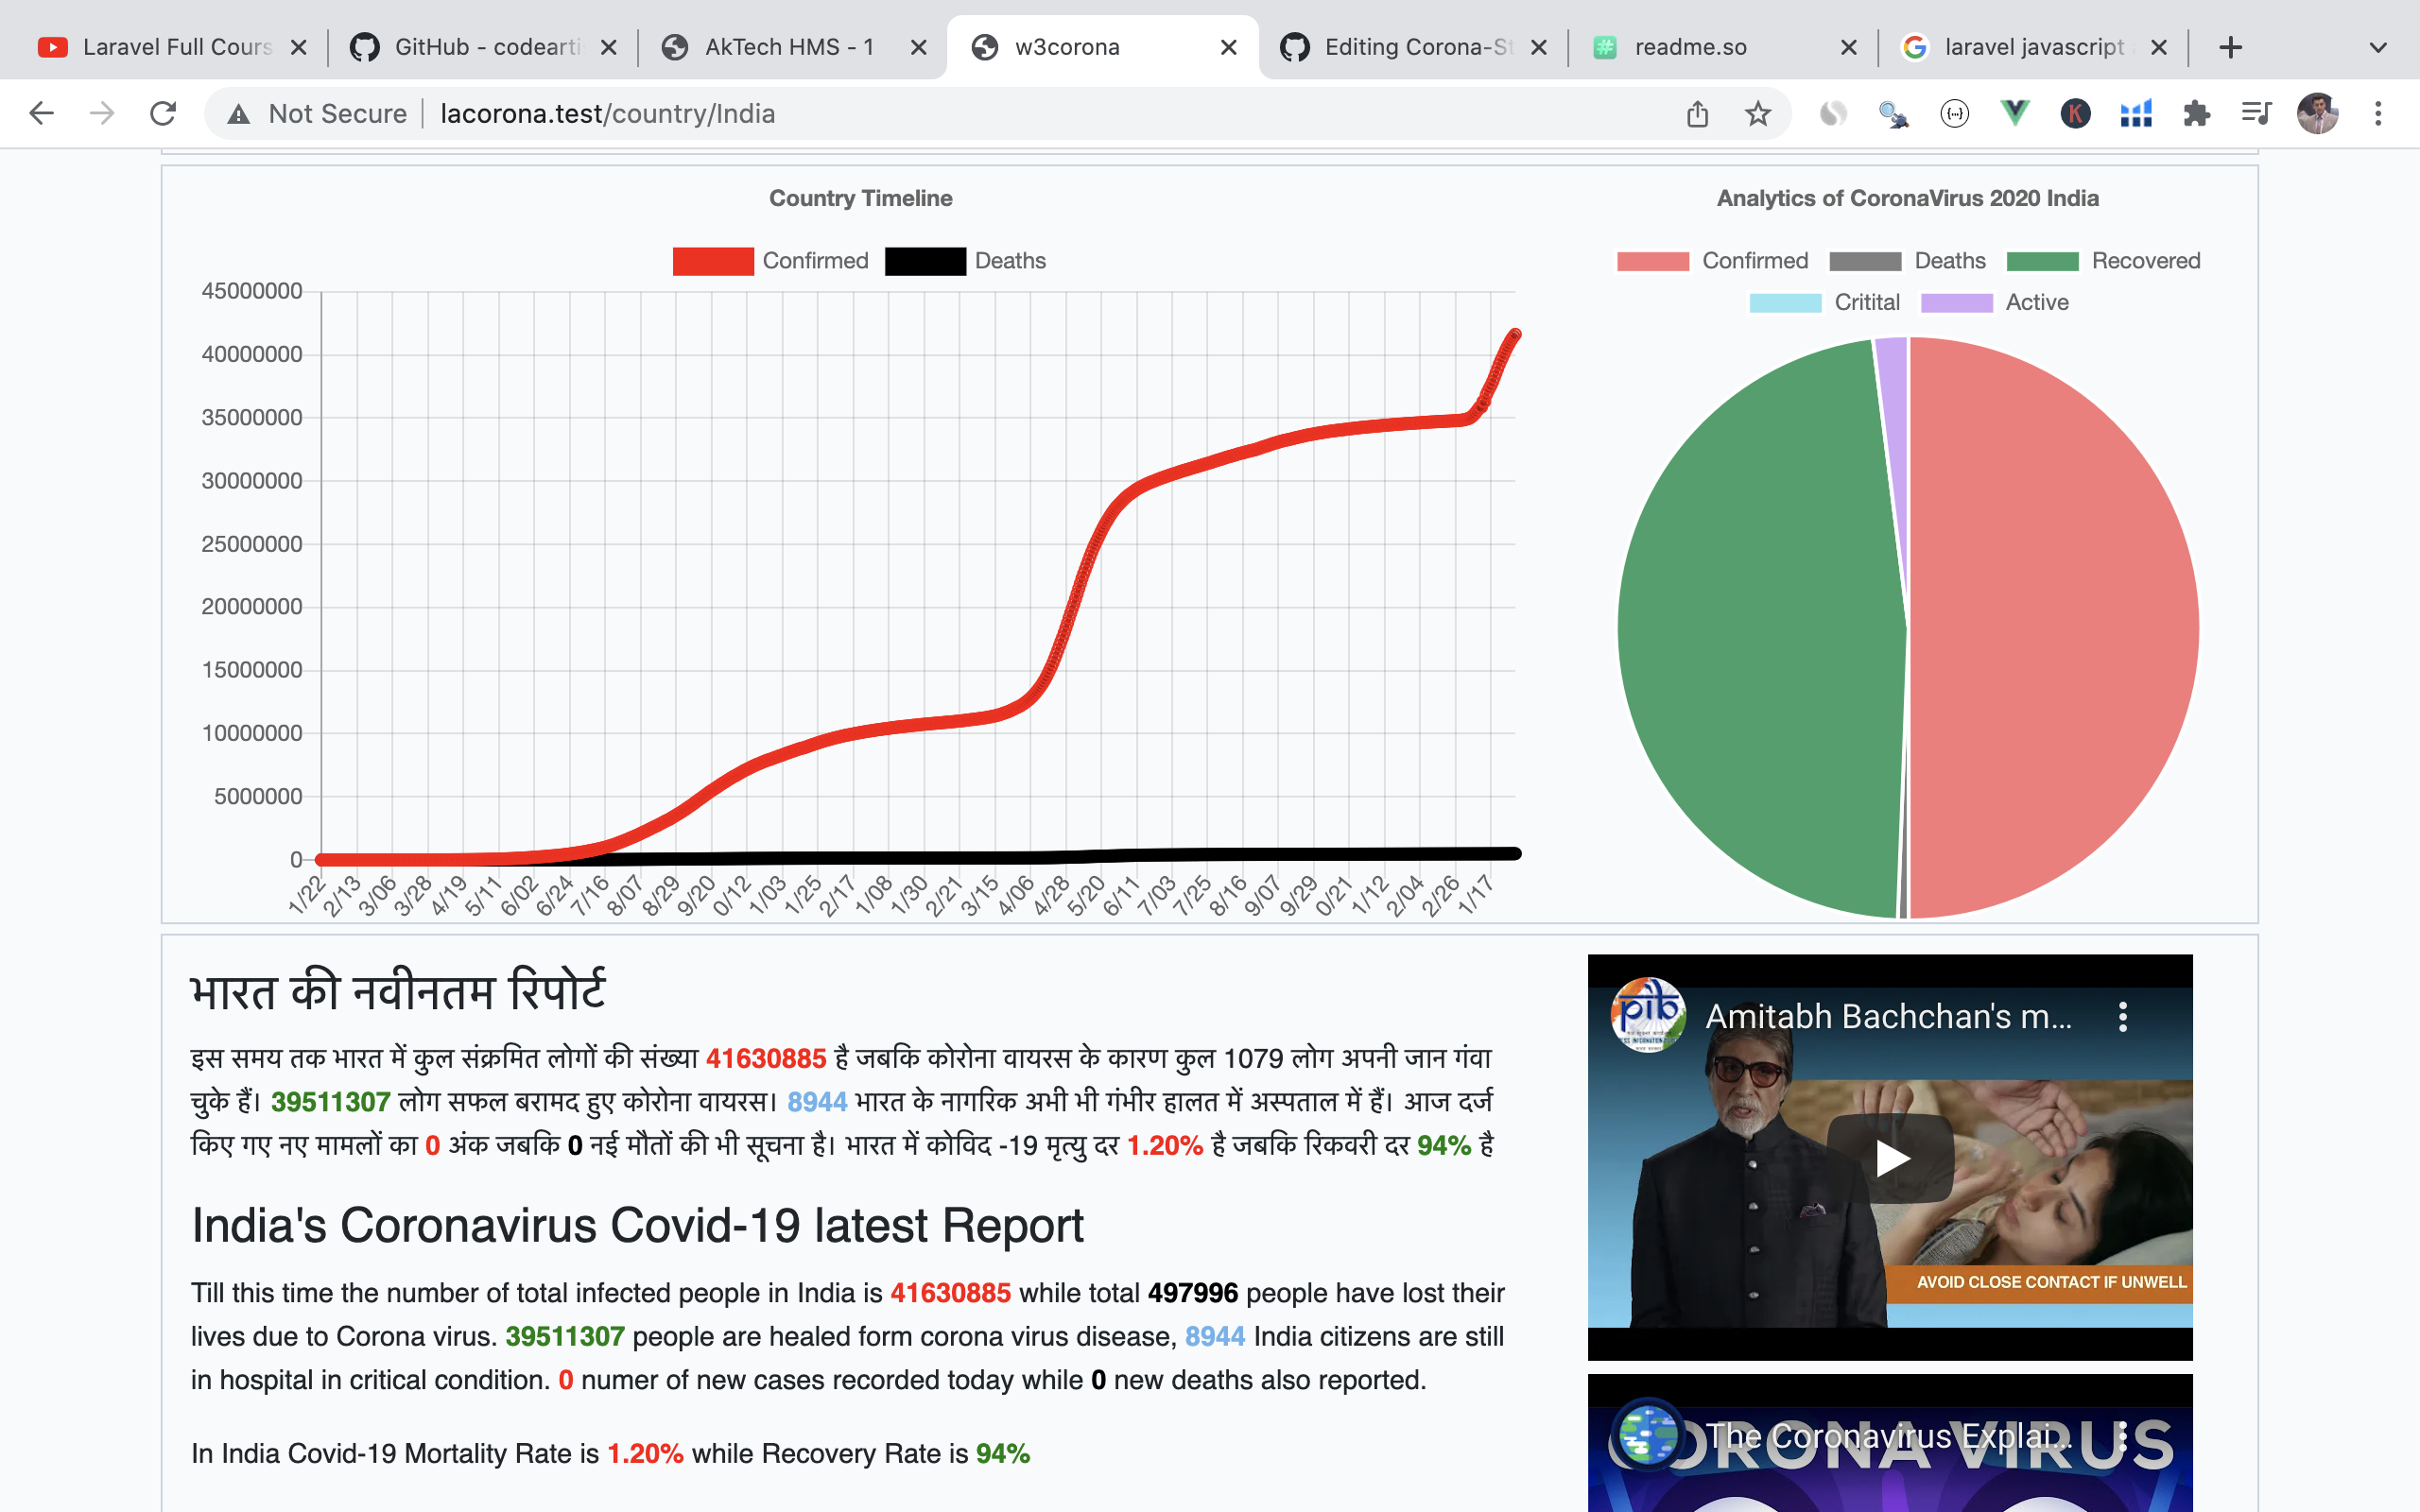 Laravel Full Cours
GitHub - codearti
AkTech HMS - 1
w3corona
Editing Corona-St
readme.so
laravel javascript
Not Secure
lacorona.test/country/India
Country Timeline
Confirmed Deaths
45000000
40000000
35000000
30000000
25000000
20000000
15000000
10000000
5000000
0
1/22 2/13 3/06 3/28 4/19 5/11 6/02 6/24 7/16 8/07 8/29 9/20 0/12 1/03 1/25 2/17 1/08 1/30 2/21 3/15 4/06 4/28 5/20 6/11 7/03 7/25 8/16 9/07 9/29 0/21 1/12 2/04 2/26 1/17
Analytics of CoronaVirus 2020 India
Confirmed Deaths Recovered
Critital Active
भारत की नवीनतम रिपोर्ट
इस समय तक भारत में कुल संक्रमित लोगों की संख्या 41630885 है जबकि कोरोना वायरस के कारण कुल 1079 लोग अपनी जान गंवा
चुके हैं। 39511307 लोग सफल बरामद हुए कोरोना वायरस। 8944 भारत के नागरिक अभी भी गंभीर हालत में अस्पताल में हैं। आज दर्ज
किए गए नए मामलों का 0 अंक जबकि 0 नई मौतों की भी सूचना है। भारत में कोविद -19 मृत्यु दर 1.20% है जबकि रिकवरी दर 94% है
India's Coronavirus Covid-19 latest Report
Till this time the number of total infected people in India is 41630885 while total 497996 people have lost their
lives due to Corona virus. 39511307 people are healed form corona virus disease, 8944 India citizens are still
in hospital in critical condition. 0 numer of new cases recorded today while 0 new deaths also reported.
In India Covid-19 Mortality Rate is 1.20% while Recovery Rate is 94%
pib
Amitabh Bachchan's m...
AVOID CLOSE CONTACT IF UNWELL
The Coronavirus Explai...
CORONA VIRUS